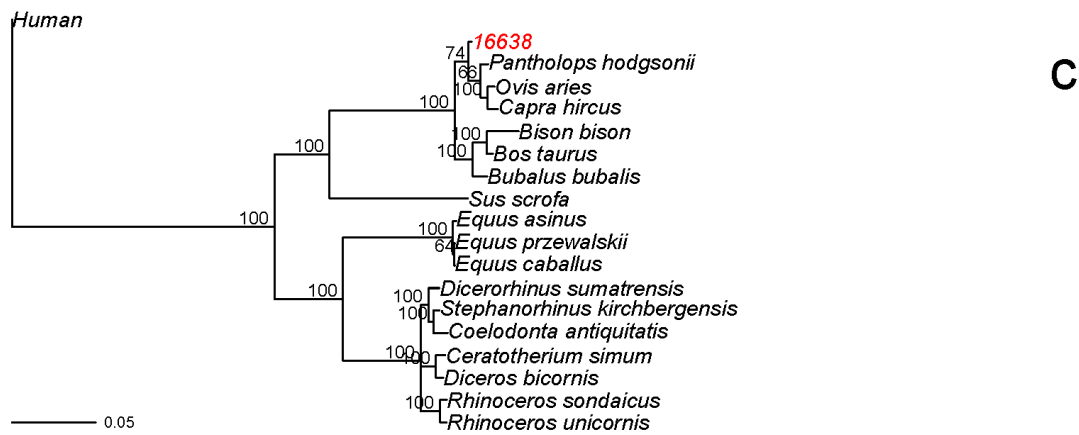 Human
16638
74
Pantholops hodgsonii
66
Ovis aries
100
Capra hircus
100
Bison bison
100
Bos taurus
100
100
Bubalus bubalis
Sus scrofa
100
Equus asinus
100
Equus przewalskii
64
Equus caballus
100
Dicerorhinus sumatrensis
100
Stephanorhinus kirchbergensis
100
Coelodonta antiquitatis
100
Ceratotherium simum
100
Diceros bicornis
Rhinoceros sondaicus
100
Rhinoceros unicornis
0.05
C